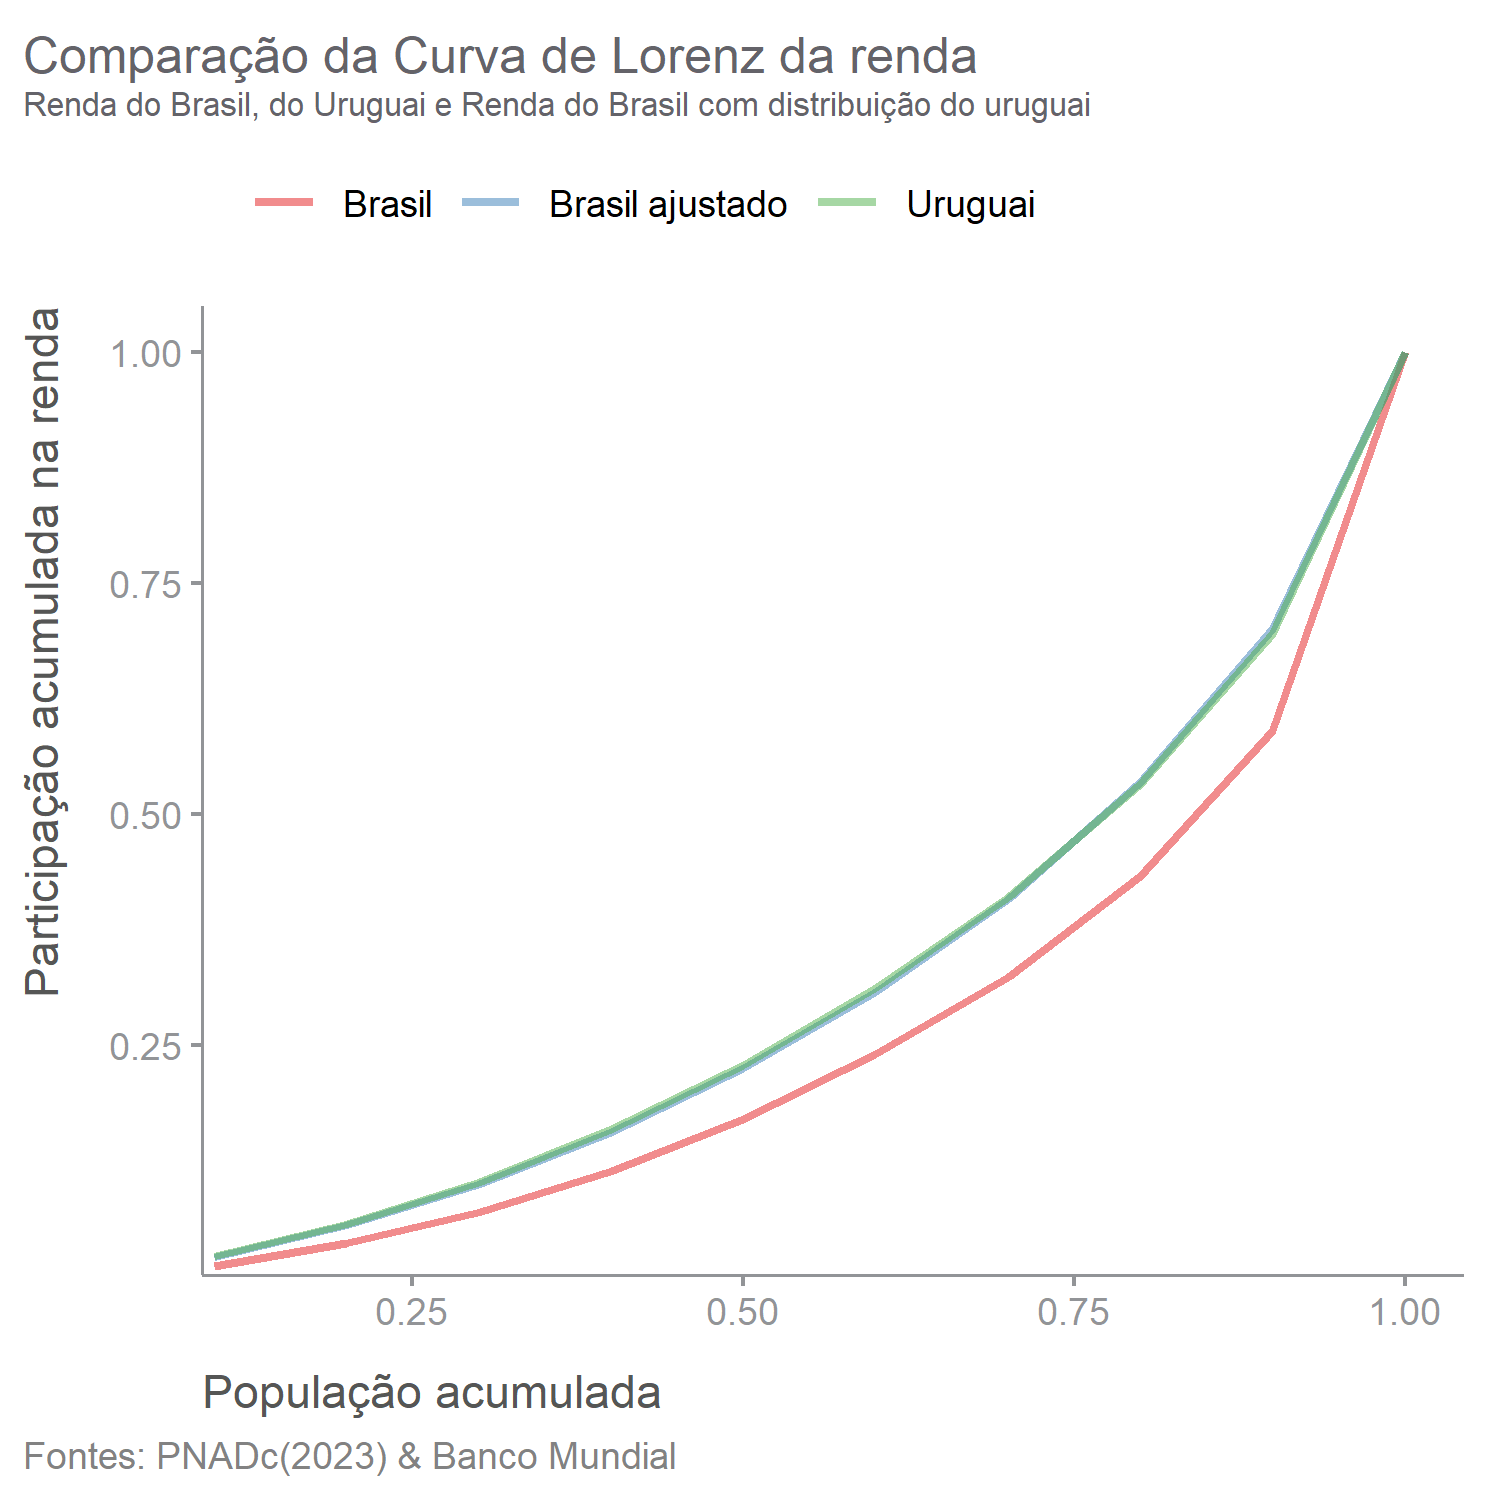 Comparação da Curva de Lorenz da renda
Renda do Brasil, do Uruguai e Renda do Brasil com distribuição do uruguai
Brasil Brasil ajustado Uruguai
Participação acumulada na renda
1.00
0.75
0.50
0.25
0.25 0.50 0.75 1.00
População acumulada
Fontes: PNADc(2023) & Banco Mundial